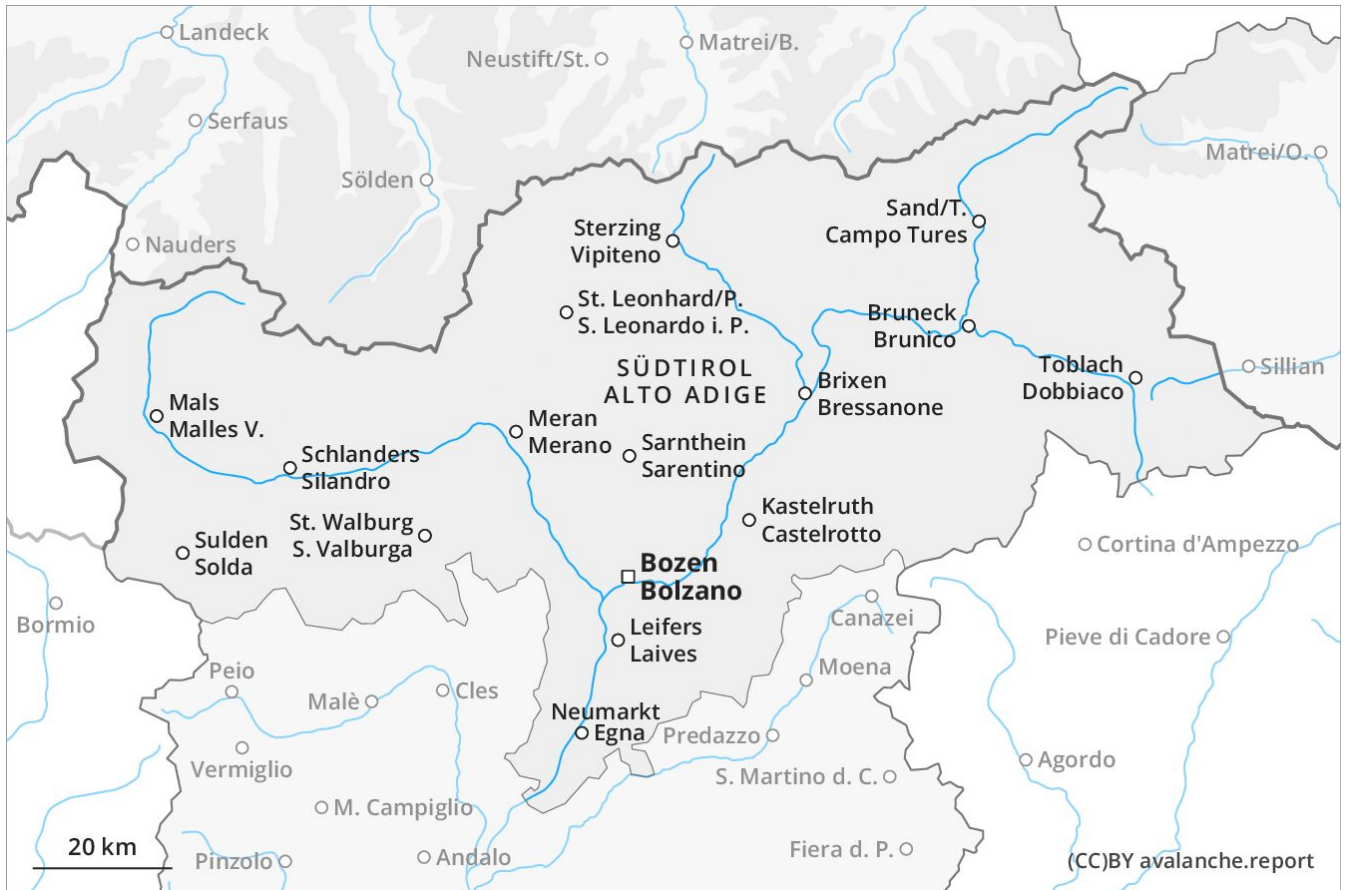 Landeck
Neustift/St.
Matrei/B.
Serfaus
Matrei/O.
Sölden
Nauders
Sand/T.
Campo Tures
Sterzing
Vipiteno
St. Leonhard/P.
S. Leonardo i. P.
Bruneck
Brunico
SÜDTIROL
ALTO ADIGE
Toblach
Dobbiaco
Sillian
Brixen
Bressanone
Mals
Malles V.
Meran
Merano
Sarnthein
Sarentino
Schlanders
Silandro
Kastelruth
Castelrotto
St. Walburg
S. Valburga
Sulden
Solda
Cortina d'Ampezzo
Bozen
Bolzano
Bormio
Canazei
Leifers
Laives
Pieve di Cadore
Peio
Moena
Malè
Cles
Neumarkt
Egna
Predazzo
Vermiglio
Agordo
S. Martino d. C.
M. Campiglio
20 km
Pinzolo
Andalo
Fiera d. P.
(CC)BY avalanche.report